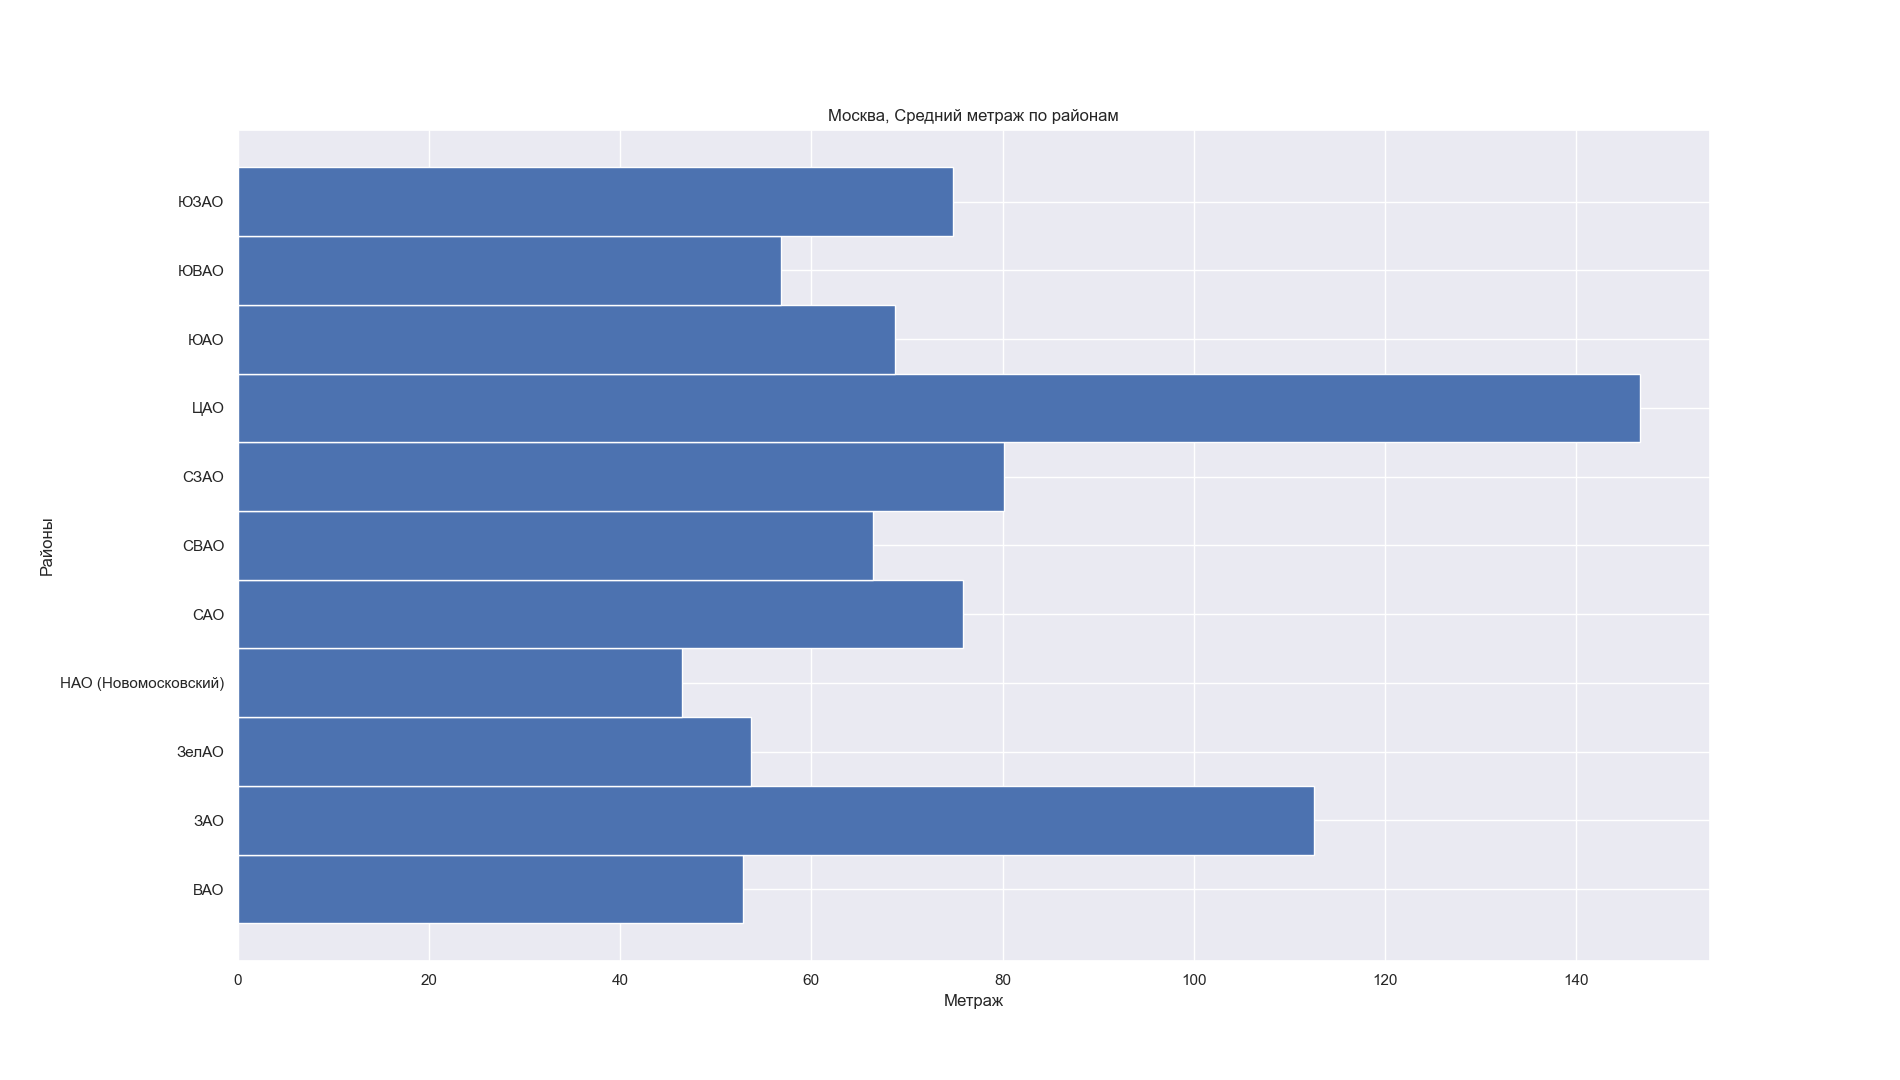 Москва, Средний метраж по районам
Районы
ЮЗАО
ЮВАО
ЮАО
ЦАО
СЗАО
СВАО
САО
НАО (Новомосковский)
ЗелАО
ЗАО
ВАО
0 20 40 60 80 100 120 140
Метраж